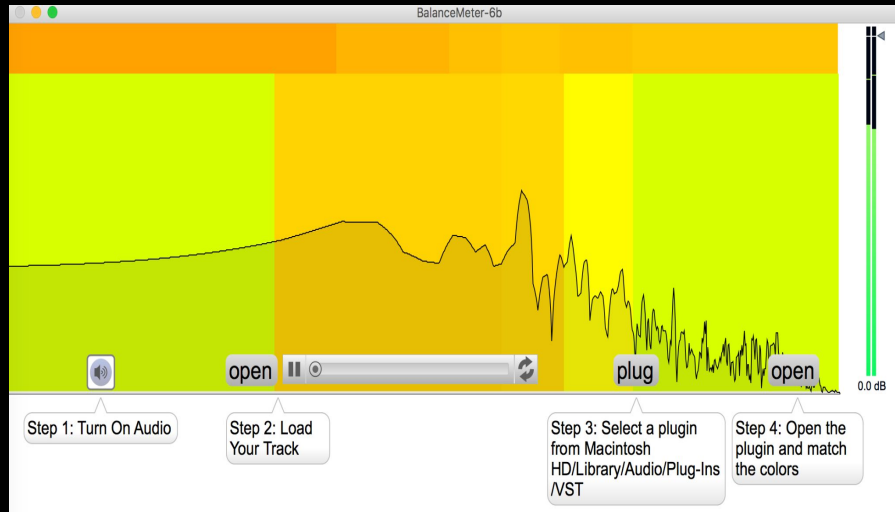 BalanceMeter-6b
open
plug
open
0.0 dB
Step 1: Turn On Audio
Step 2: Load
Your Track
Step 3: Select a plugin
from Macintosh
HD/Library/Audio/Plug-Ins
/VST
Step 4: Open the
plugin and match
the colors